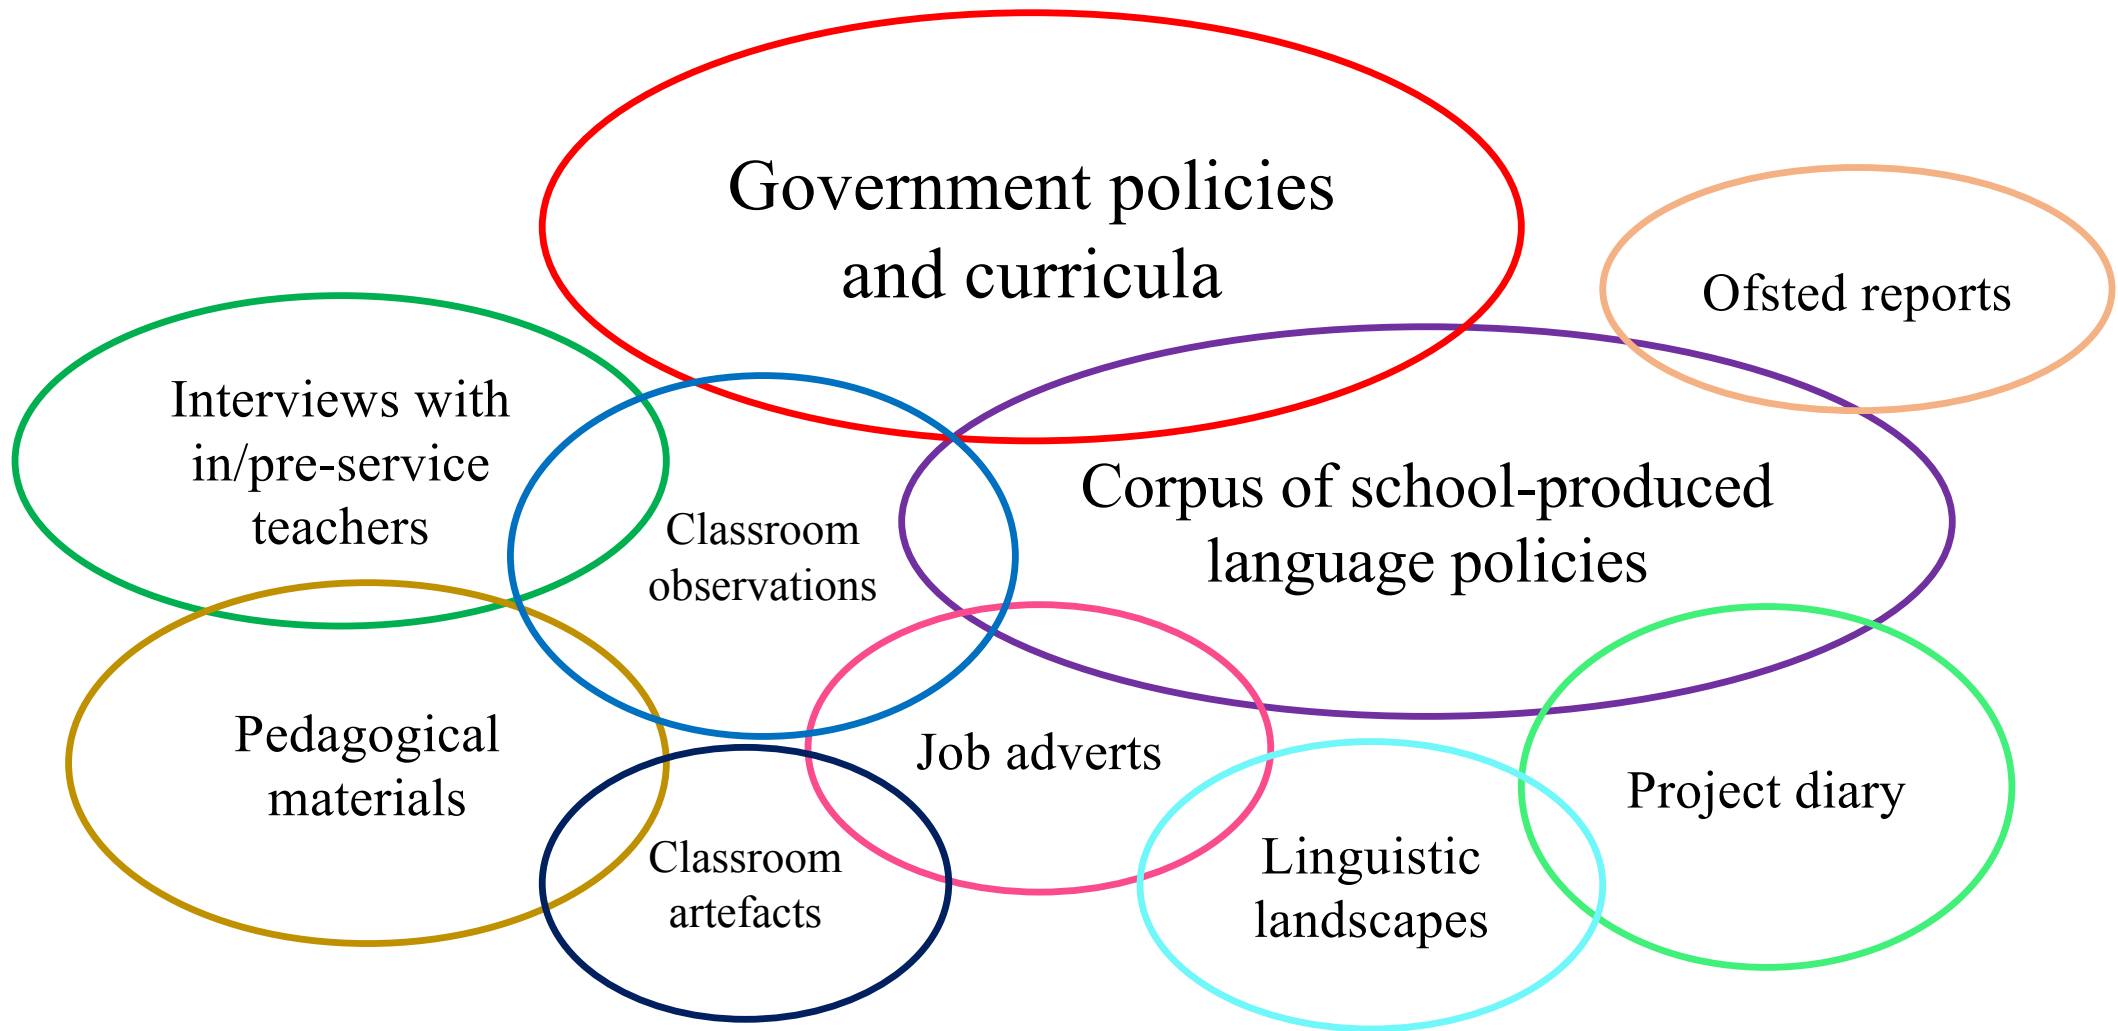 Government policies
and curricula
Ofsted reports
Interviews with
in/pre-service
teachers
Classroom
observations
Corpus of school-produced
language policies
Pedagogical
materials
Job adverts
Project diary
Classroom
artefacts
Linguistic
landscapes